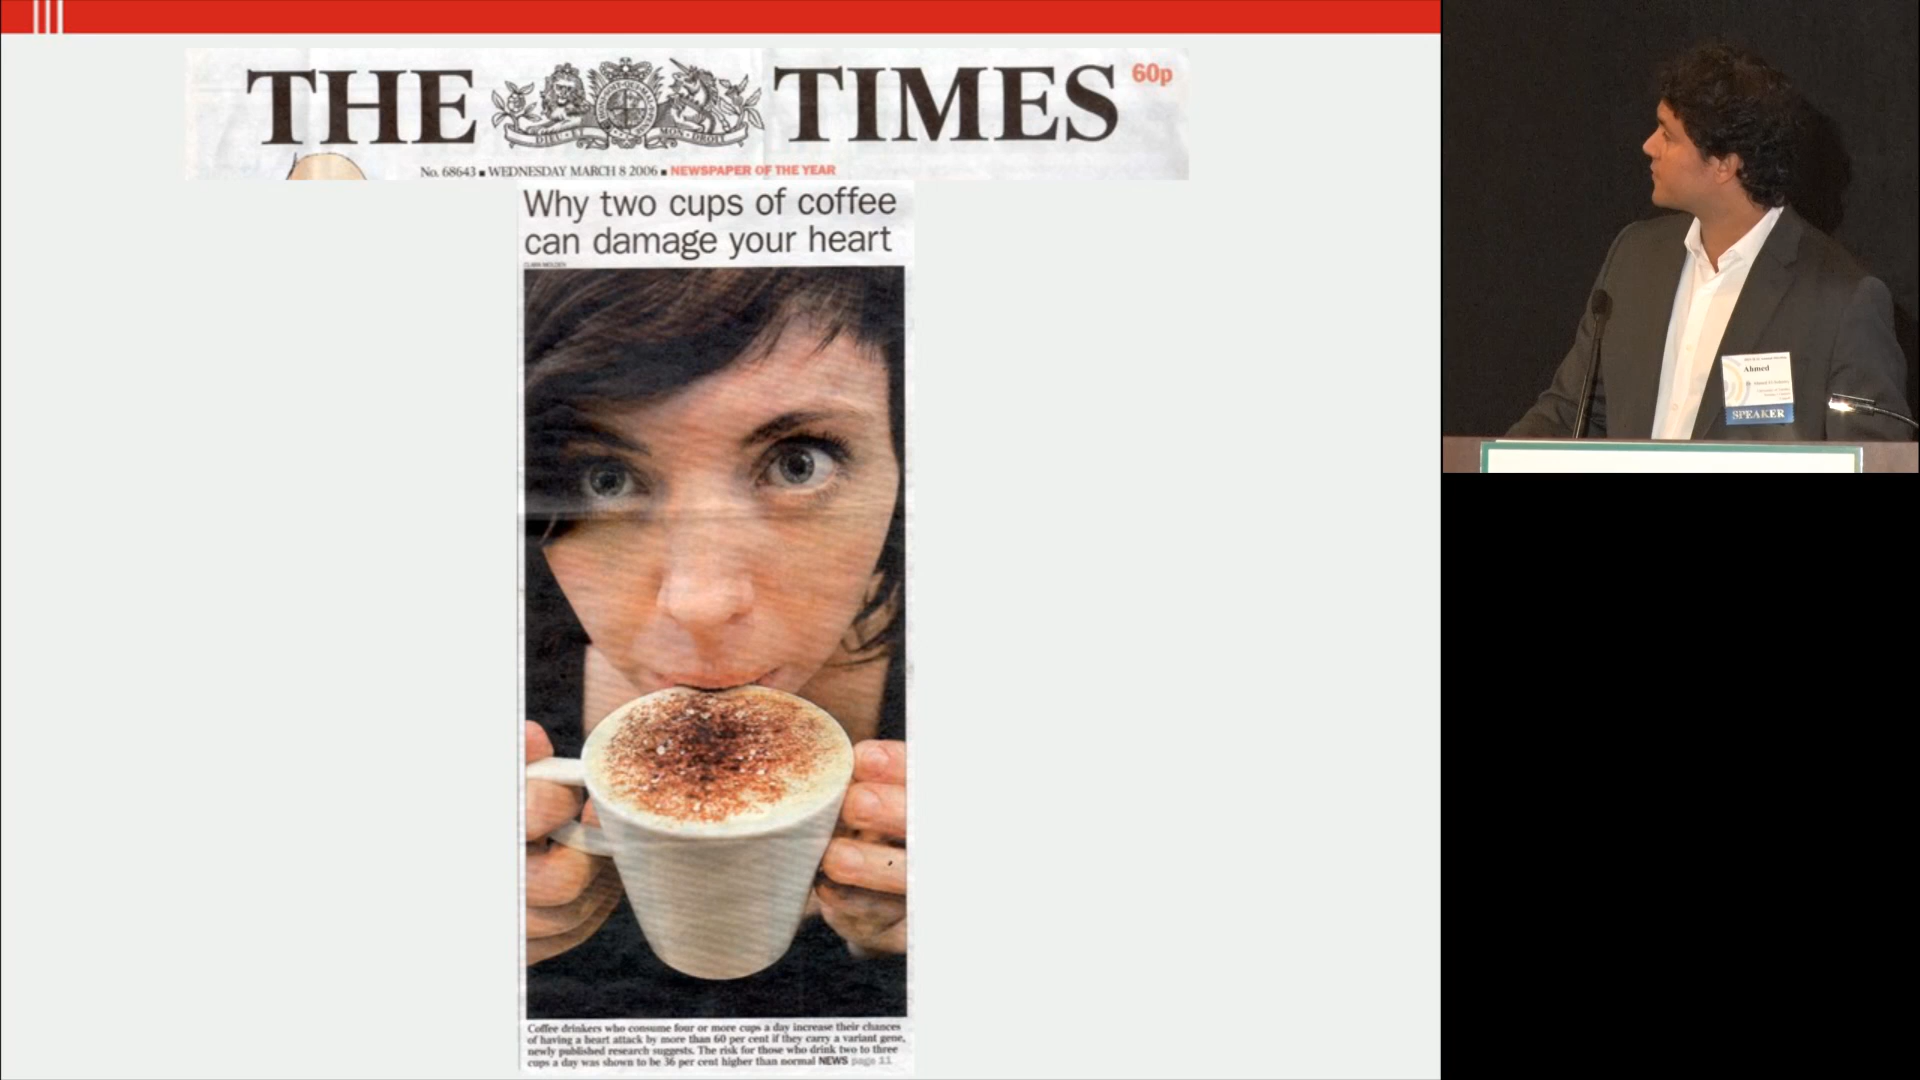 THE TIMES 60p
DIEU · ET MON · DROIT
No. 68643 ■ WEDNESDAY MARCH 8 2006 ■ NEWSPAPER OF THE YEAR
Why two cups of coffee
can damage your heart
Coffee drinkers who consume four or more cups a day increase their chances
of having a heart attack by more than 60 per cent if they carry a variant gene,
newly published research suggests. The risk for those who drink two to three
cups a day was shown to be 36 per cent higher than normal NEWS page 11
Ahmed
SPEAKER